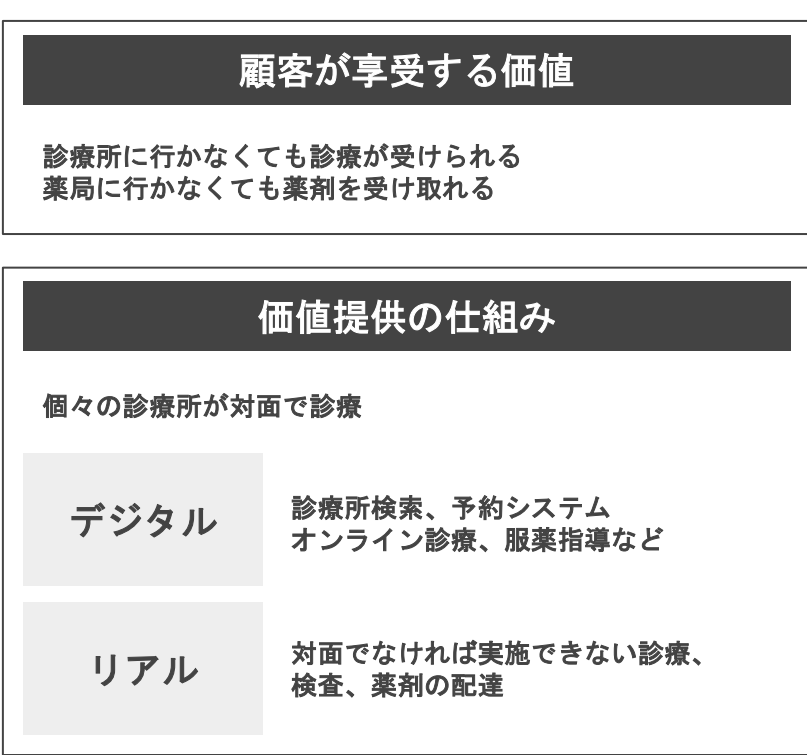 顧客が享受する価値
診療所に行かなくても診療が受けられる
薬局に行かなくても薬剤を受け取れる
価値提供の仕組み
個々の診療所が対面で診療
デジタル
診療所検索、予約システム
オンライン診療、服薬指導など
リアル
対面でなければ実施できない診療、
検査、薬剤の配達